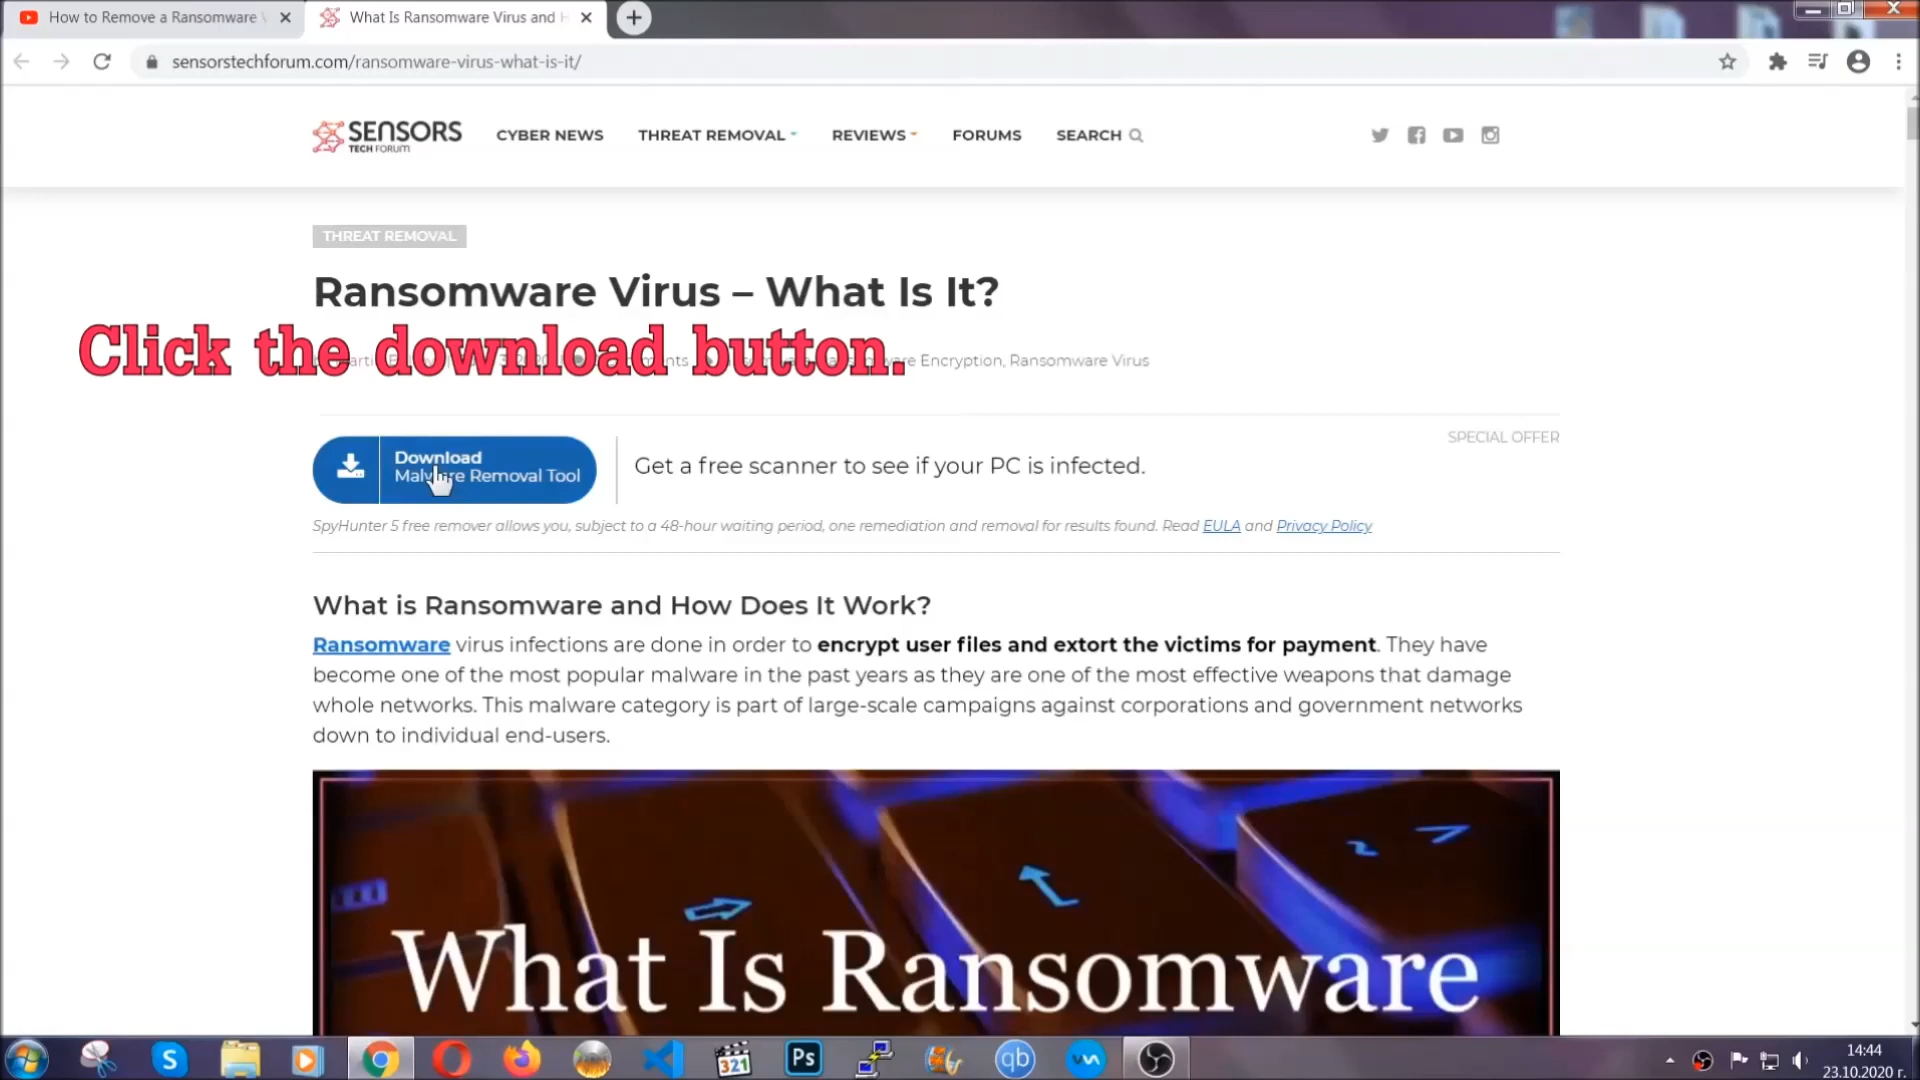 How to Remove a Ransomware
What Is Ransomware Virus and
sensorstechforum.com/ransomware-virus-what-is-it/
SENSORS
TECH FORUM
CYBER NEWS
THREAT REMOVAL
REVIEWS
FORUMS
SEARCH
THREAT REMOVAL
Ransomware Virus – What Is It?
Click the download button.
Encryption, Ransomware Virus
SPECIAL OFFER
Download
Malware Removal Tool
Get a free scanner to see if your PC is infected.
SpyHunter 5 free remover allows you, subject to a 48-hour waiting period, one remediation and removal for results found. Read EULA and Privacy Policy
What is Ransomware and How Does It Work?
Ransomware virus infections are done in order to encrypt user files and extort the victims for payment. They have
become one of the most popular malware in the past years as they are one of the most effective weapons that damage
whole networks. This malware category is part of large-scale campaigns against corporations and government networks
down to individual end-users.
What Is Ransomware
S
321
Ps
qb
14:44
23.10.2020 г.